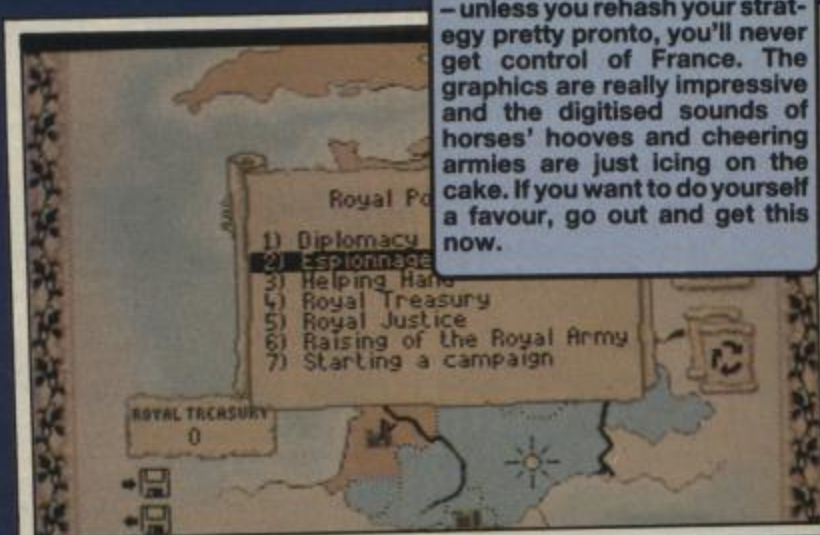 – unless you rehash your strat-
egy pretty pronto, you'll never
get control of France. The
graphics are really impressive
and the digitised sounds of
horses' hooves and cheering
armies are just icing on the
cake. If you want to do yourself
a favour, go out and get this
now.
Royal Po
1) Diplomacy
2) Espionnage
3) Helping Hand
4) Royal Treasury
5) Royal Justice
6) Raising of the Royal Army
7) Starting a campaign
ROYAL TREASURY
0